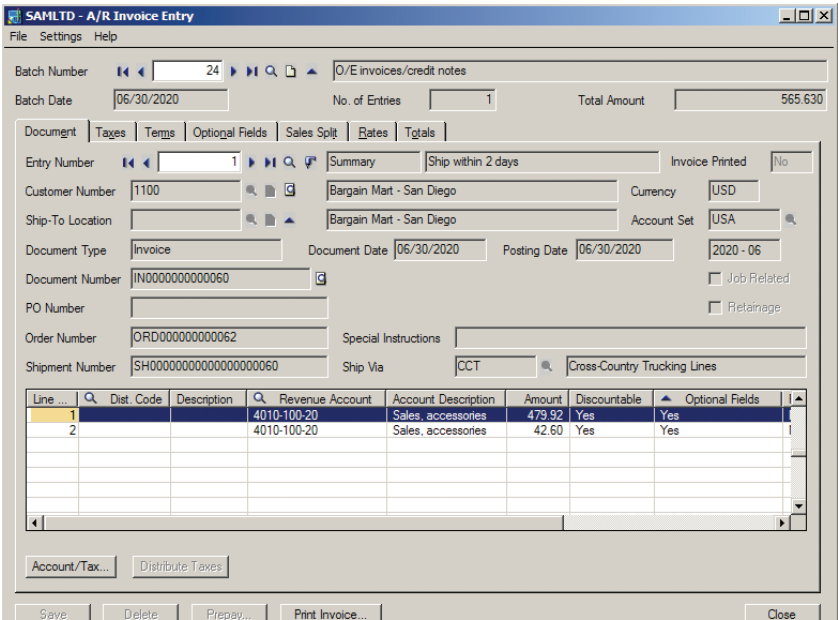 SAMLTD - A/R Invoice Entry
File Settings Help
Batch Number 24 O/E invoices/credit notes
Batch Date 06/30/2020 No. of Entries 1 Total Amount 565.630
Document Taxes Terms Optional Fields Sales Split Rates Totals
Entry Number 1 Summary Ship within 2 days Invoice Printed No
Customer Number 1100 Bargain Mart - San Diego Currency USD
Ship-To Location Bargain Mart - San Diego Account Set USA
Document Type Invoice Document Date 06/30/2020 Posting Date 06/30/2020 2020 - 06
Document Number IN0000000000060 Job Related
PO Number Retainage
Order Number ORD000000000062 Special Instructions
Shipment Number SH00000000000000000060 Ship Via CCT Cross-Country Trucking Lines
Line ... Dist. Code Description Revenue Account Account Description Amount Discountable Optional Fields
1 4010-100-20 Sales, accessories 479.92 Yes Yes
2 4010-100-20 Sales, accessories 42.60 Yes Yes
Account/Tax... Distribute Taxes
Save Delete Prepay... Print Invoice... Close